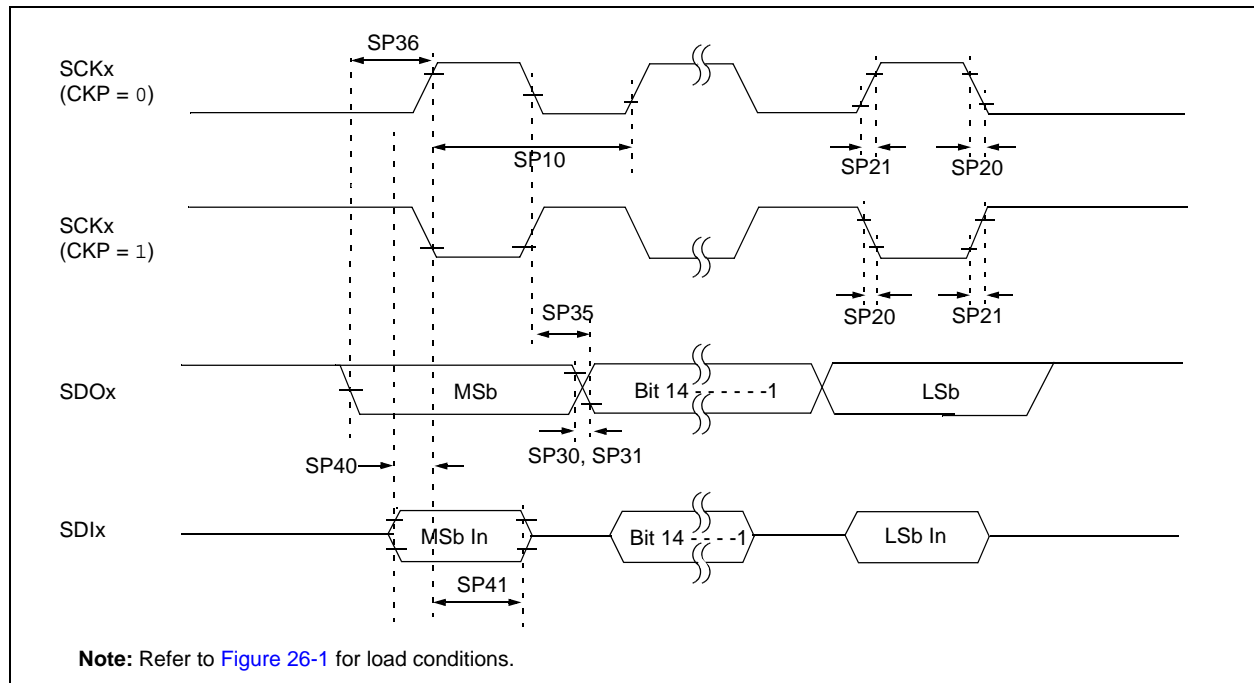 SP36
SCKx
(CKP = 0)
SP10
SP21
SP20
SCKx
(CKP = 1)
SP35
SP20
SP21
SDOx
MSb
Bit 14 - - - - - -1
LSb
SP30, SP31
SP40
SDIx
MSb In
Bit 14 - - - - -1
LSb In
SP41
Note: Refer to Figure 26-1 for load conditions.